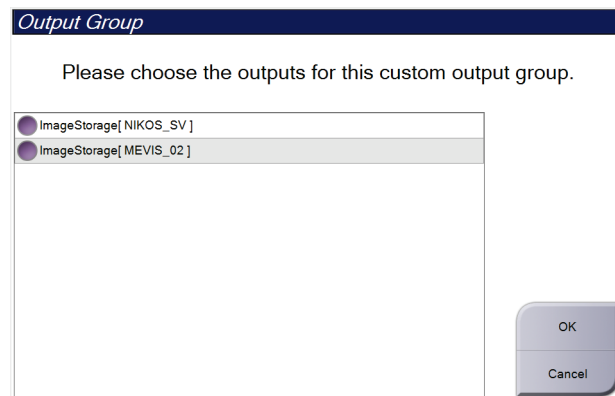 Output Group
Please choose the outputs for this custom output group.
ImageStorage[ NIKOS_SV ]
ImageStorage[ MEVIS_02 ]
OK
Cancel